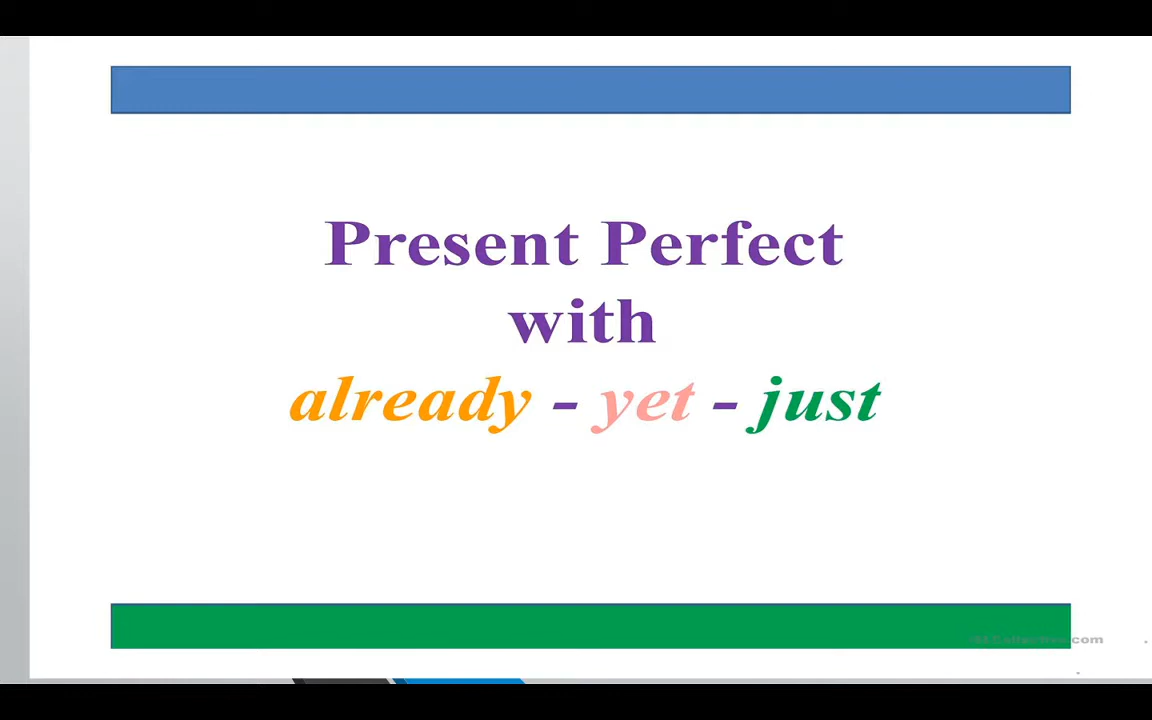 Present Perfect
with
already - yet - just